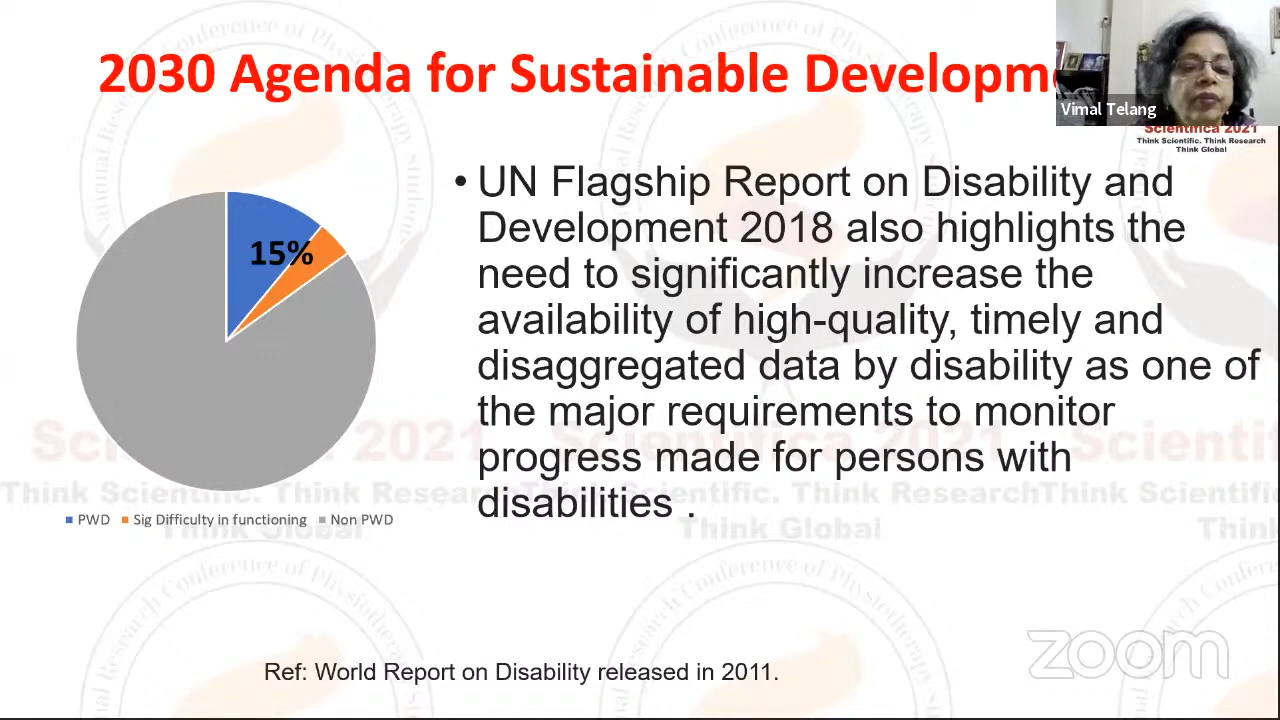 2030 Agenda for Sustainable Developm
Vimal Telang
Scientifica 2021
Think Scientific. Think Research
Think Global
• UN Flagship Report on Disability and
Development 2018 also highlights the
need to significantly increase the
availability of high-quality, timely and
disaggregated data by disability as one of
the major requirements to monitor
progress made for persons with
disabilities .
15%
PWD Sig Difficulty in functioning Non PWD
Ref: World Report on Disability released in 2011.
zoom